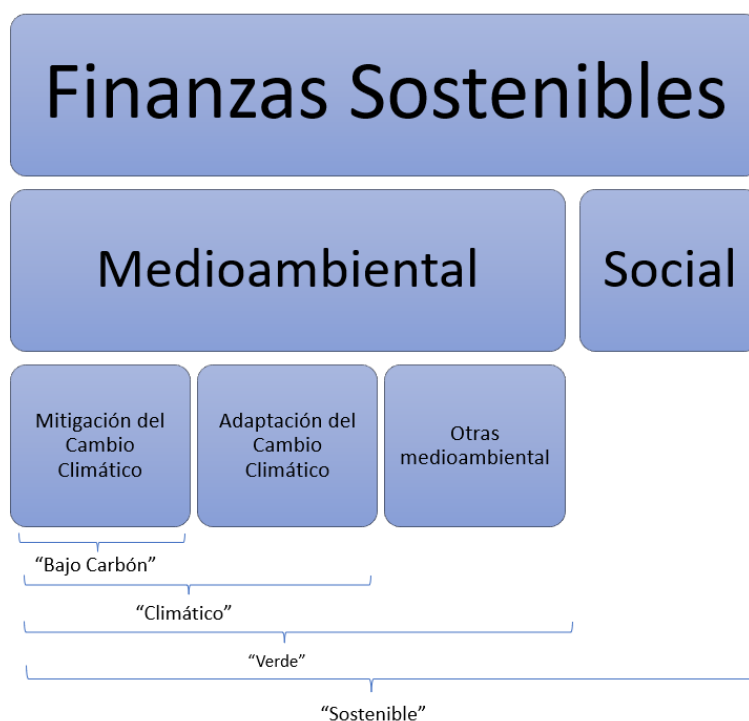 Finanzas Sostenibles
Medioambiental
Social
Mitigación del
Cambio
Climático
Adaptación del
Cambio
Climático
Otras
medioambiental
“Bajo Carbón”
“Climático”
“Verde”
“Sostenible”